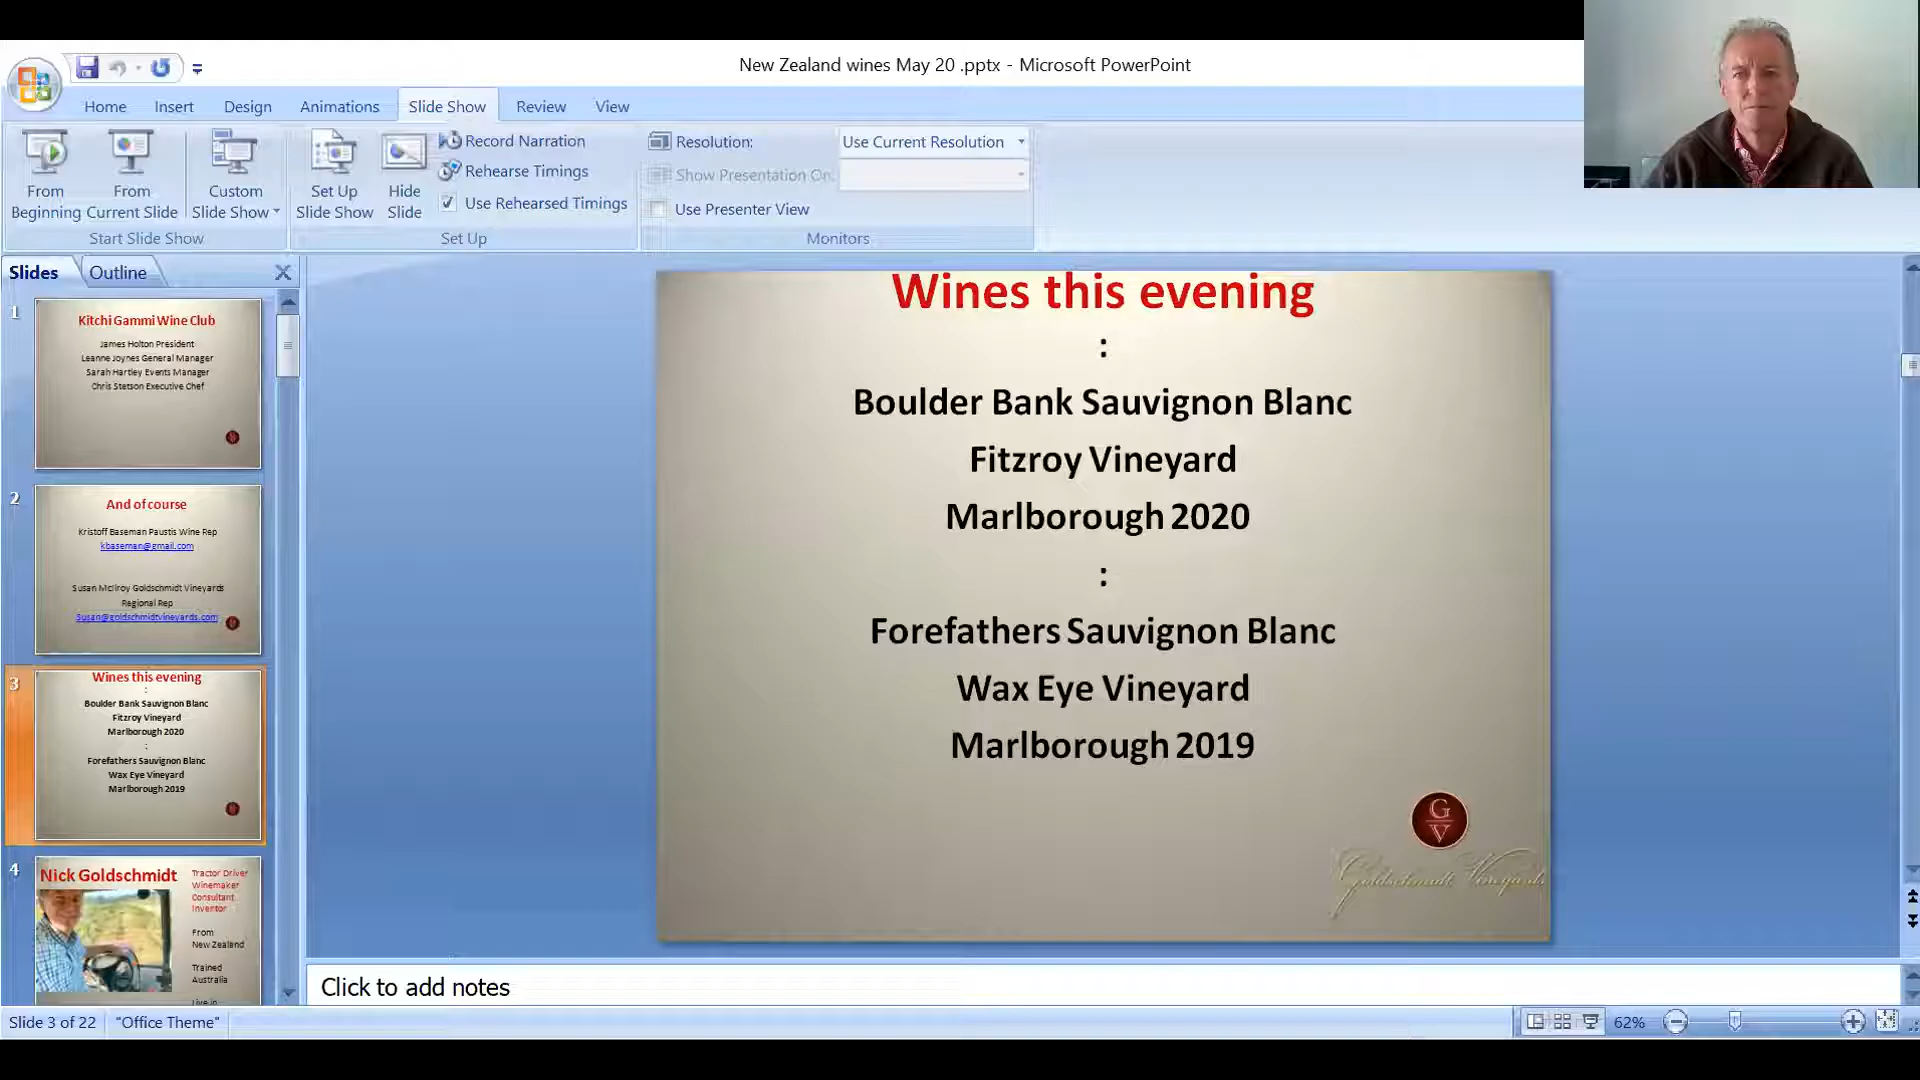 New Zealand wines May 20 .pptx - Microsoft PowerPoint
Home Insert Design Animations Slide Show Review View
From Beginning
From Current Slide
Custom Slide Show
Start Slide Show
Set Up Slide Show
Hide Slide
Record Narration
Rehearse Timings
Use Rehearsed Timings
Set Up
Resolution: Use Current Resolution
Show Presentation On:
Use Presenter View
Monitors
Slides Outline
1
Kitchi Gammi Wine Club
James Holton President
Leanne Joynes General Manager
Sarah Hartley Events Manager
Chris Stetson Executive Chef
2
And of course
Kristoff Baseman Paustis Wine Rep
kbaseman@gmail.com
Susan McIlroy Goldschmidt Vineyards
Regional Rep
Susan@goldschmidtvineyards.com
3
Wines this evening
:
Boulder Bank Sauvignon Blanc
Fitzroy Vineyard
Marlborough 2020
:
Forefathers Sauvignon Blanc
Wax Eye Vineyard
Marlborough 2019
4
Nick Goldschmidt
Tractor Driver
Winemaker
Consultant
Inventor
From
New Zealand
Trained
Australia
Live in
Wines this evening
:
Boulder Bank Sauvignon Blanc
Fitzroy Vineyard
Marlborough 2020
:
Forefathers Sauvignon Blanc
Wax Eye Vineyard
Marlborough 2019
G
V
Goldschmidt Vineyards
Click to add notes
Slide 3 of 22 "Office Theme" 62%